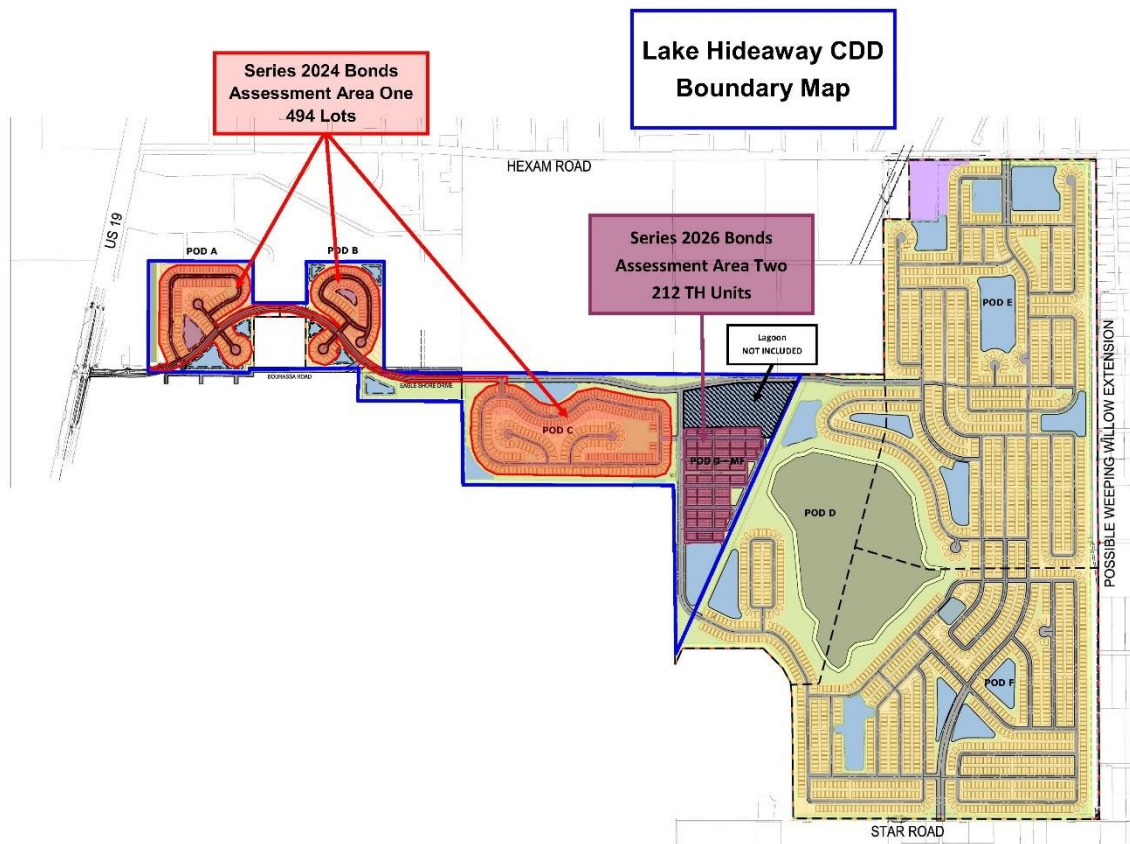 Lake Hideaway CDD
Boundary Map
Series 2024 Bonds
Assessment Area One
494 Lots
HEXAM ROAD
US 19
Series 2026 Bonds
Assessment Area Two
212 TH Units
POD A
POD B
POD E
Lagoon
NOT INCLUDED
BOURASSA ROAD
EAGLE SHORE DRIVE
POD C
POD D - MF
POD D
POSSIBLE WEEPING WILLOW EXTENSION
POD F
STAR ROAD